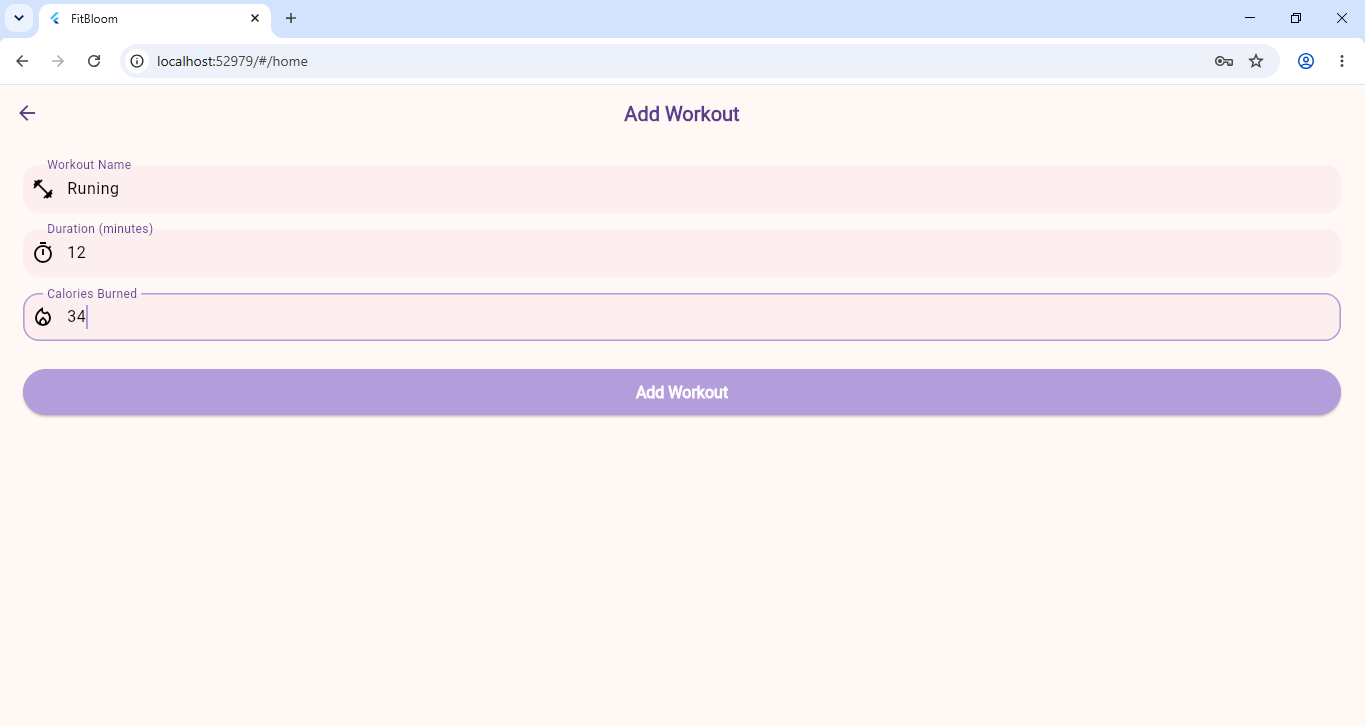 FitBloom
localhost:52979/#/home
Add Workout
Workout Name
Runing
Duration (minutes)
12
Calories Burned
34
Add Workout